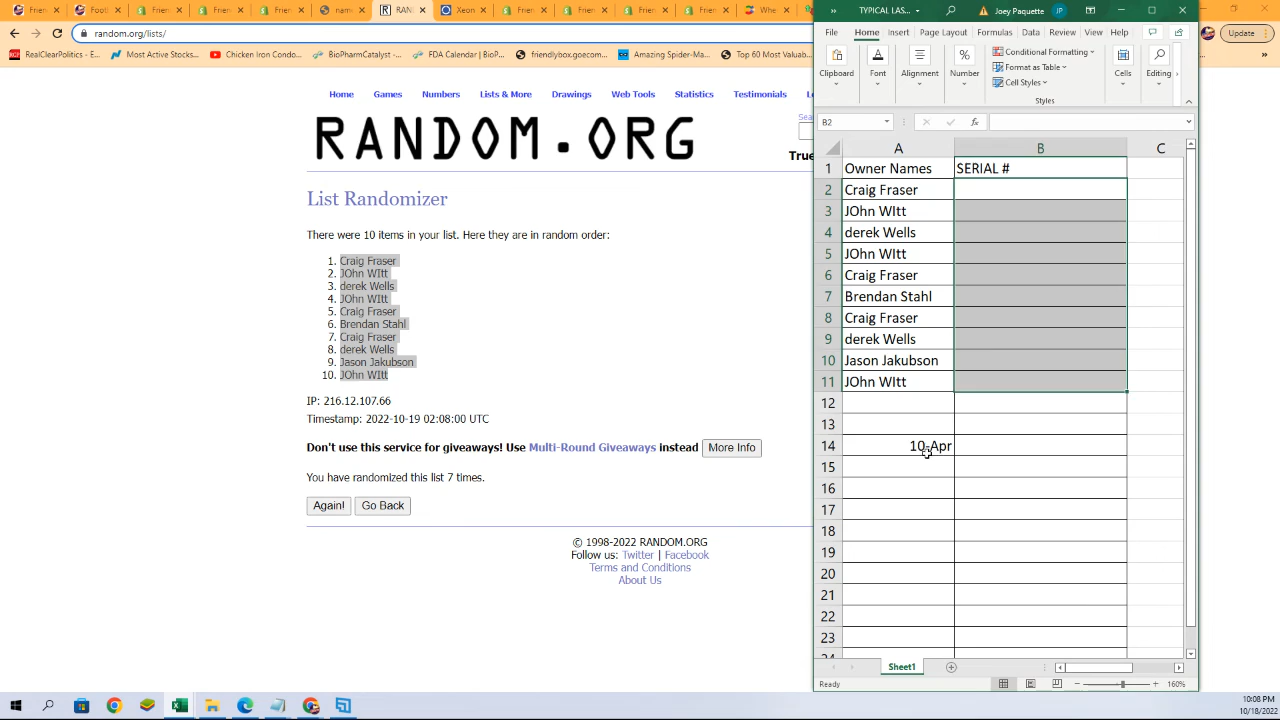 RAN
Xeon
Update
random.org/lists/
RealClearPolitics - E...
Most Active Stocks...
Chicken Iron Condo...
BioPharmCatalyst
FDA Calendar | BioP...
friendlybox.goecom...
Amazing Spider-Ma...
Top 60 Most Valuab...
Home Games Numbers Lists & More Drawings Web Tools Statistics Testimonials
RANDOM.ORG
True
List Randomizer
There were 10 items in your list. Here they are in random order:
1. Craig Fraser
2. JOhn WItt
3. derek Wells
4. JOhn WItt
5. Craig Fraser
6. Brendan Stahl
7. Craig Fraser
8. derek Wells
9. Jason Jakubson
10. JOhn WItt
IP: 216.12.107.66
Timestamp: 2022-10-19 02:08:00 UTC
Don't use this service for giveaways! Use Multi-Round Giveaways instead More Info
You have randomized this list 7 times.
Again! Go Back
© 1998-2022 RANDOM.ORG
Follow us: Twitter | Facebook
Terms and Conditions
About Us
TYPICAL LAS... Joey Paquette JP
File Home Insert Page Layout Formulas Data Review View Help
Clipboard Font Alignment Number
Conditional Formatting
Format as Table
Cell Styles
Styles
Cells Editing
B2 fx
A B C
1 Owner Names SERIAL #
2 Craig Fraser
3 JOhn WItt
4 derek Wells
5 JOhn WItt
6 Craig Fraser
7 Brendan Stahl
8 Craig Fraser
9 derek Wells
10 Jason Jakubson
11 JOhn WItt
12
13
14 10-Apr
15
16
17
18
19
20
21
22
23
24
Sheet1
Ready 160%
10:08 PM
10/18/2022